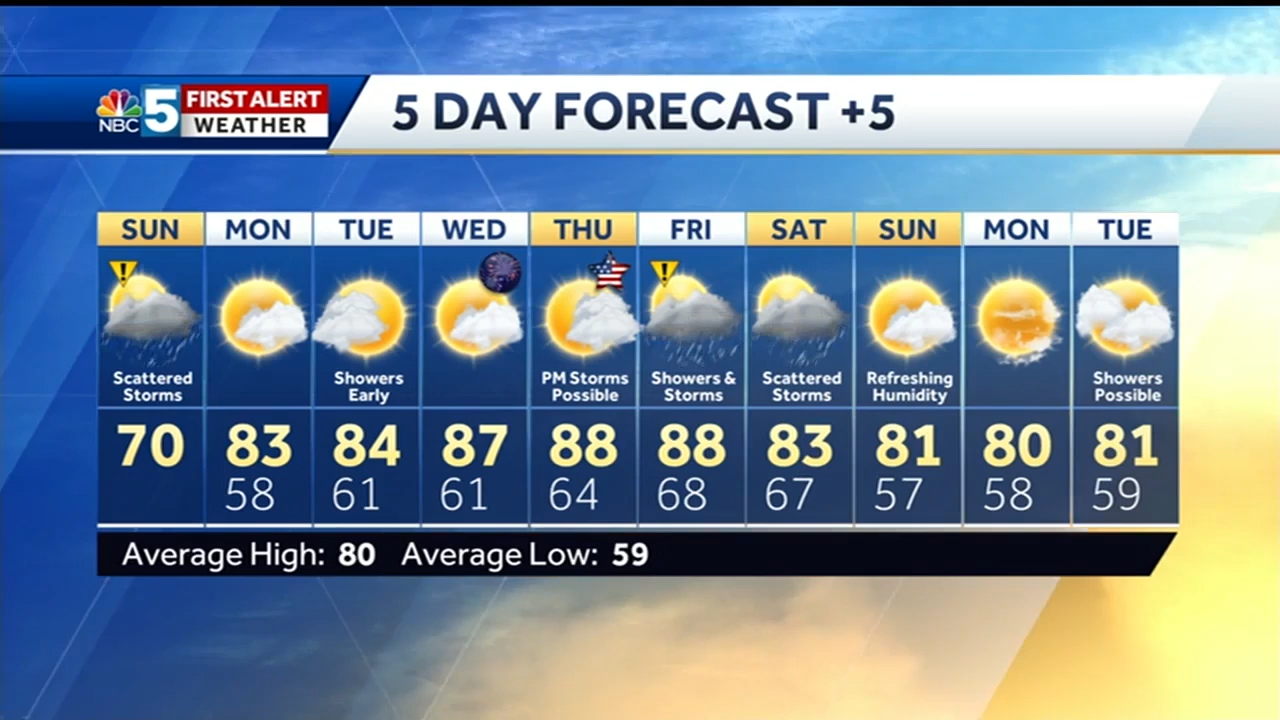 NBC 5 FIRST ALERT
WEATHER
5 DAY FORECAST +5
SUN MON TUE WED THU FRI SAT SUN MON TUE
Scattered Showers PM Storms Showers & Scattered Refreshing Showers
Storms Early Possible Storms Storms Humidity Possible
70 83 84 87 88 88 83 81 80 81
58 61 61 64 68 67 57 58 59
Average High: 80 Average Low: 59